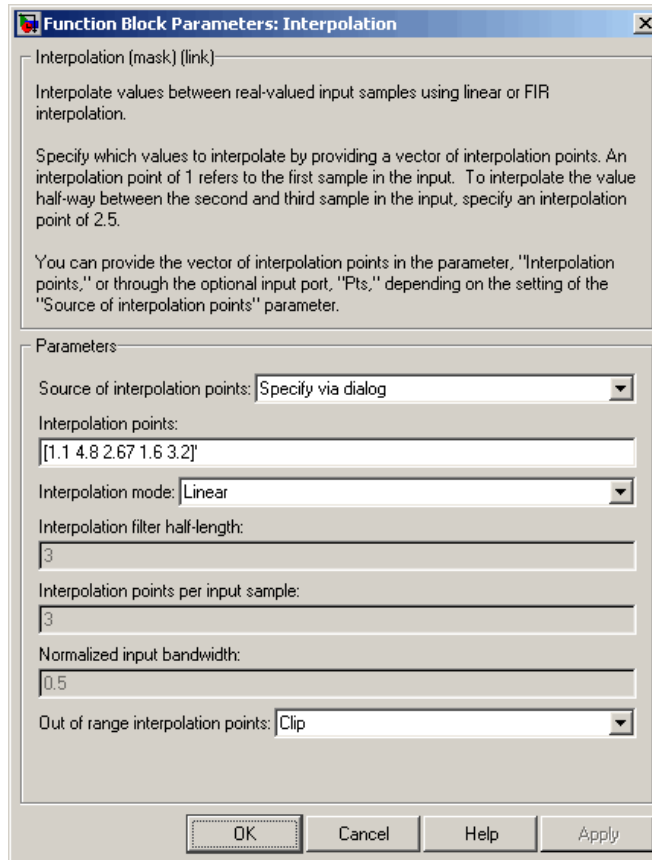 Function Block Parameters: Interpolation
Interpolation (mask) (link)
Interpolate values between real-valued input samples using linear or FIR
interpolation.
Specify which values to interpolate by providing a vector of interpolation points. An
interpolation point of 1 refers to the first sample in the input.  To interpolate the value
half-way between the second and third sample in the input, specify an interpolation
point of 2.5.
You can provide the vector of interpolation points in the parameter, "Interpolation
points," or through the optional input port, "Pts," depending on the setting of the
"Source of interpolation points" parameter.
Parameters
Source of interpolation points: Specify via dialog
Interpolation points:
[1.1 4.8 2.67 1.6 3.2]'
Interpolation mode: Linear
Interpolation filter half-length:
3
Interpolation points per input sample:
3
Normalized input bandwidth:
0.5
Out of range interpolation points: Clip
OK Cancel Help Apply